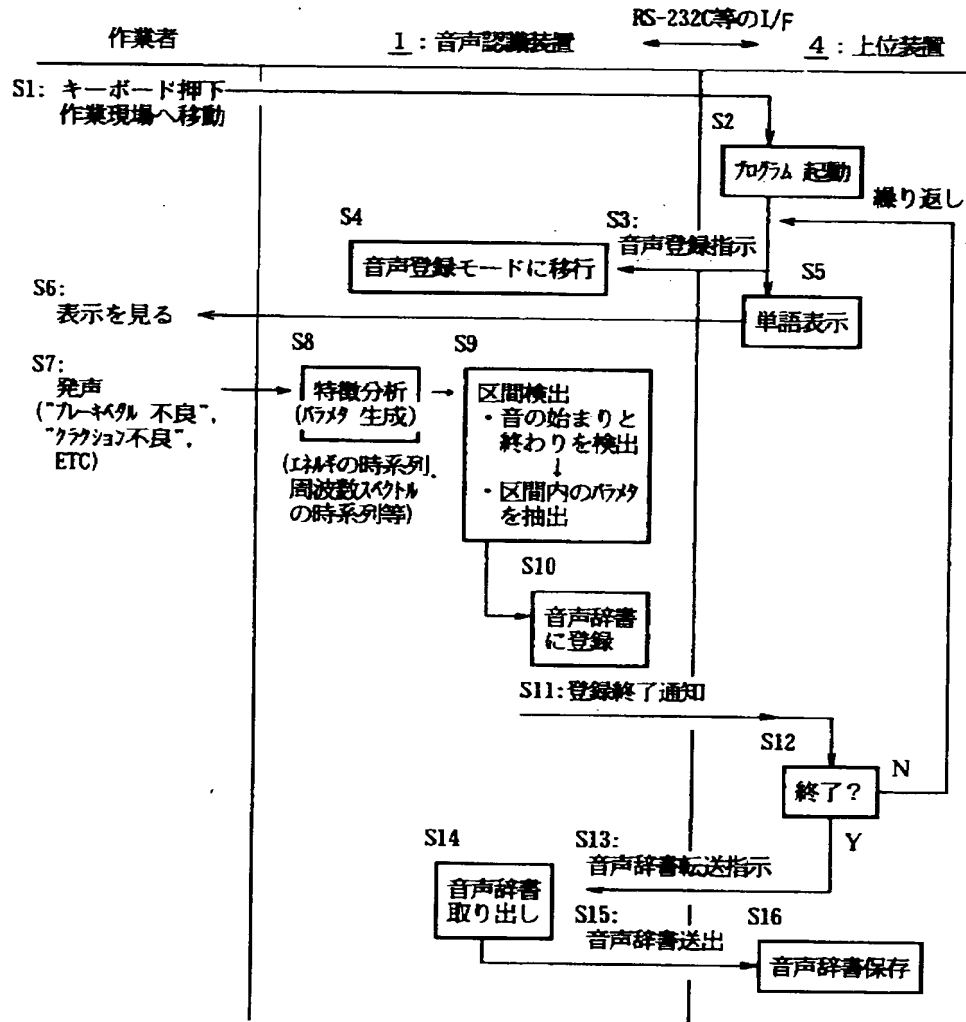 RS-232C等のI/F
作業者
1：音声認識装置
4：上位装置
S1: キーボード押下
作業現場へ移動
S2
プログラム 起動
繰り返し
S3:
音声登録指示
S4
音声登録モードに移行
S5
単語表示
S6:
表示を見る
S7:
発声
("ブレーキペタル 不良",
"クラクション不良",
ETC)
S8
特徴分析
(パラメタ 生成)
(エネルギの時系列,
周波数スペクトル
の時系列等)
S9
区間検出
・音の始まりと
終わりを検出
↓
・区間内のパラメタ
を抽出
S10
音声辞書
に登録
S11:登録終了通知
S12
終了？
N
Y
S13:
音声辞書転送指示
S14
音声辞書
取り出し
S15:
音声辞書送出
S16
音声辞書保存